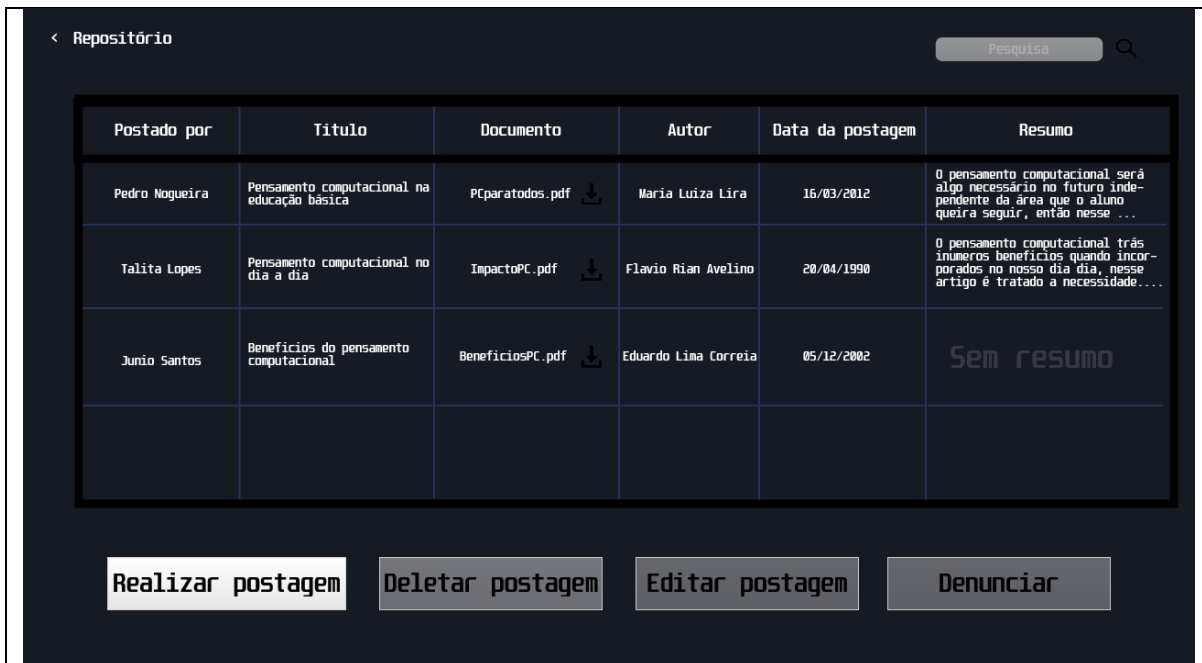 < Repositório
Pesquisa
Postado por Titulo Documento Autor Data da postagem Resumo
Pedro Nogueira
Pensamento computacional na
educação básica
PCparatodos.pdf
Maria Luiza Lira
16/03/2012
O pensamento computacional será
algo necessário no futuro inde-
pendente da área que o aluno
queira seguir, então nesse ...
Talita Lopes
Pensamento computacional no
dia a dia
ImpactoPC.pdf
Flavio Rian Avelino
20/04/1990
O pensamento computacional trás
inumeros beneficios quando incor-
porados no nosso dia dia, nesse
artigo é tratado a necessidade....
Junio Santos
Beneficios do pensamento
computacional
BeneficiosPC.pdf
Eduardo Lima Correia
05/12/2002
Sem resumo
Realizar postagem Deletar postagem Editar postagem Denunciar